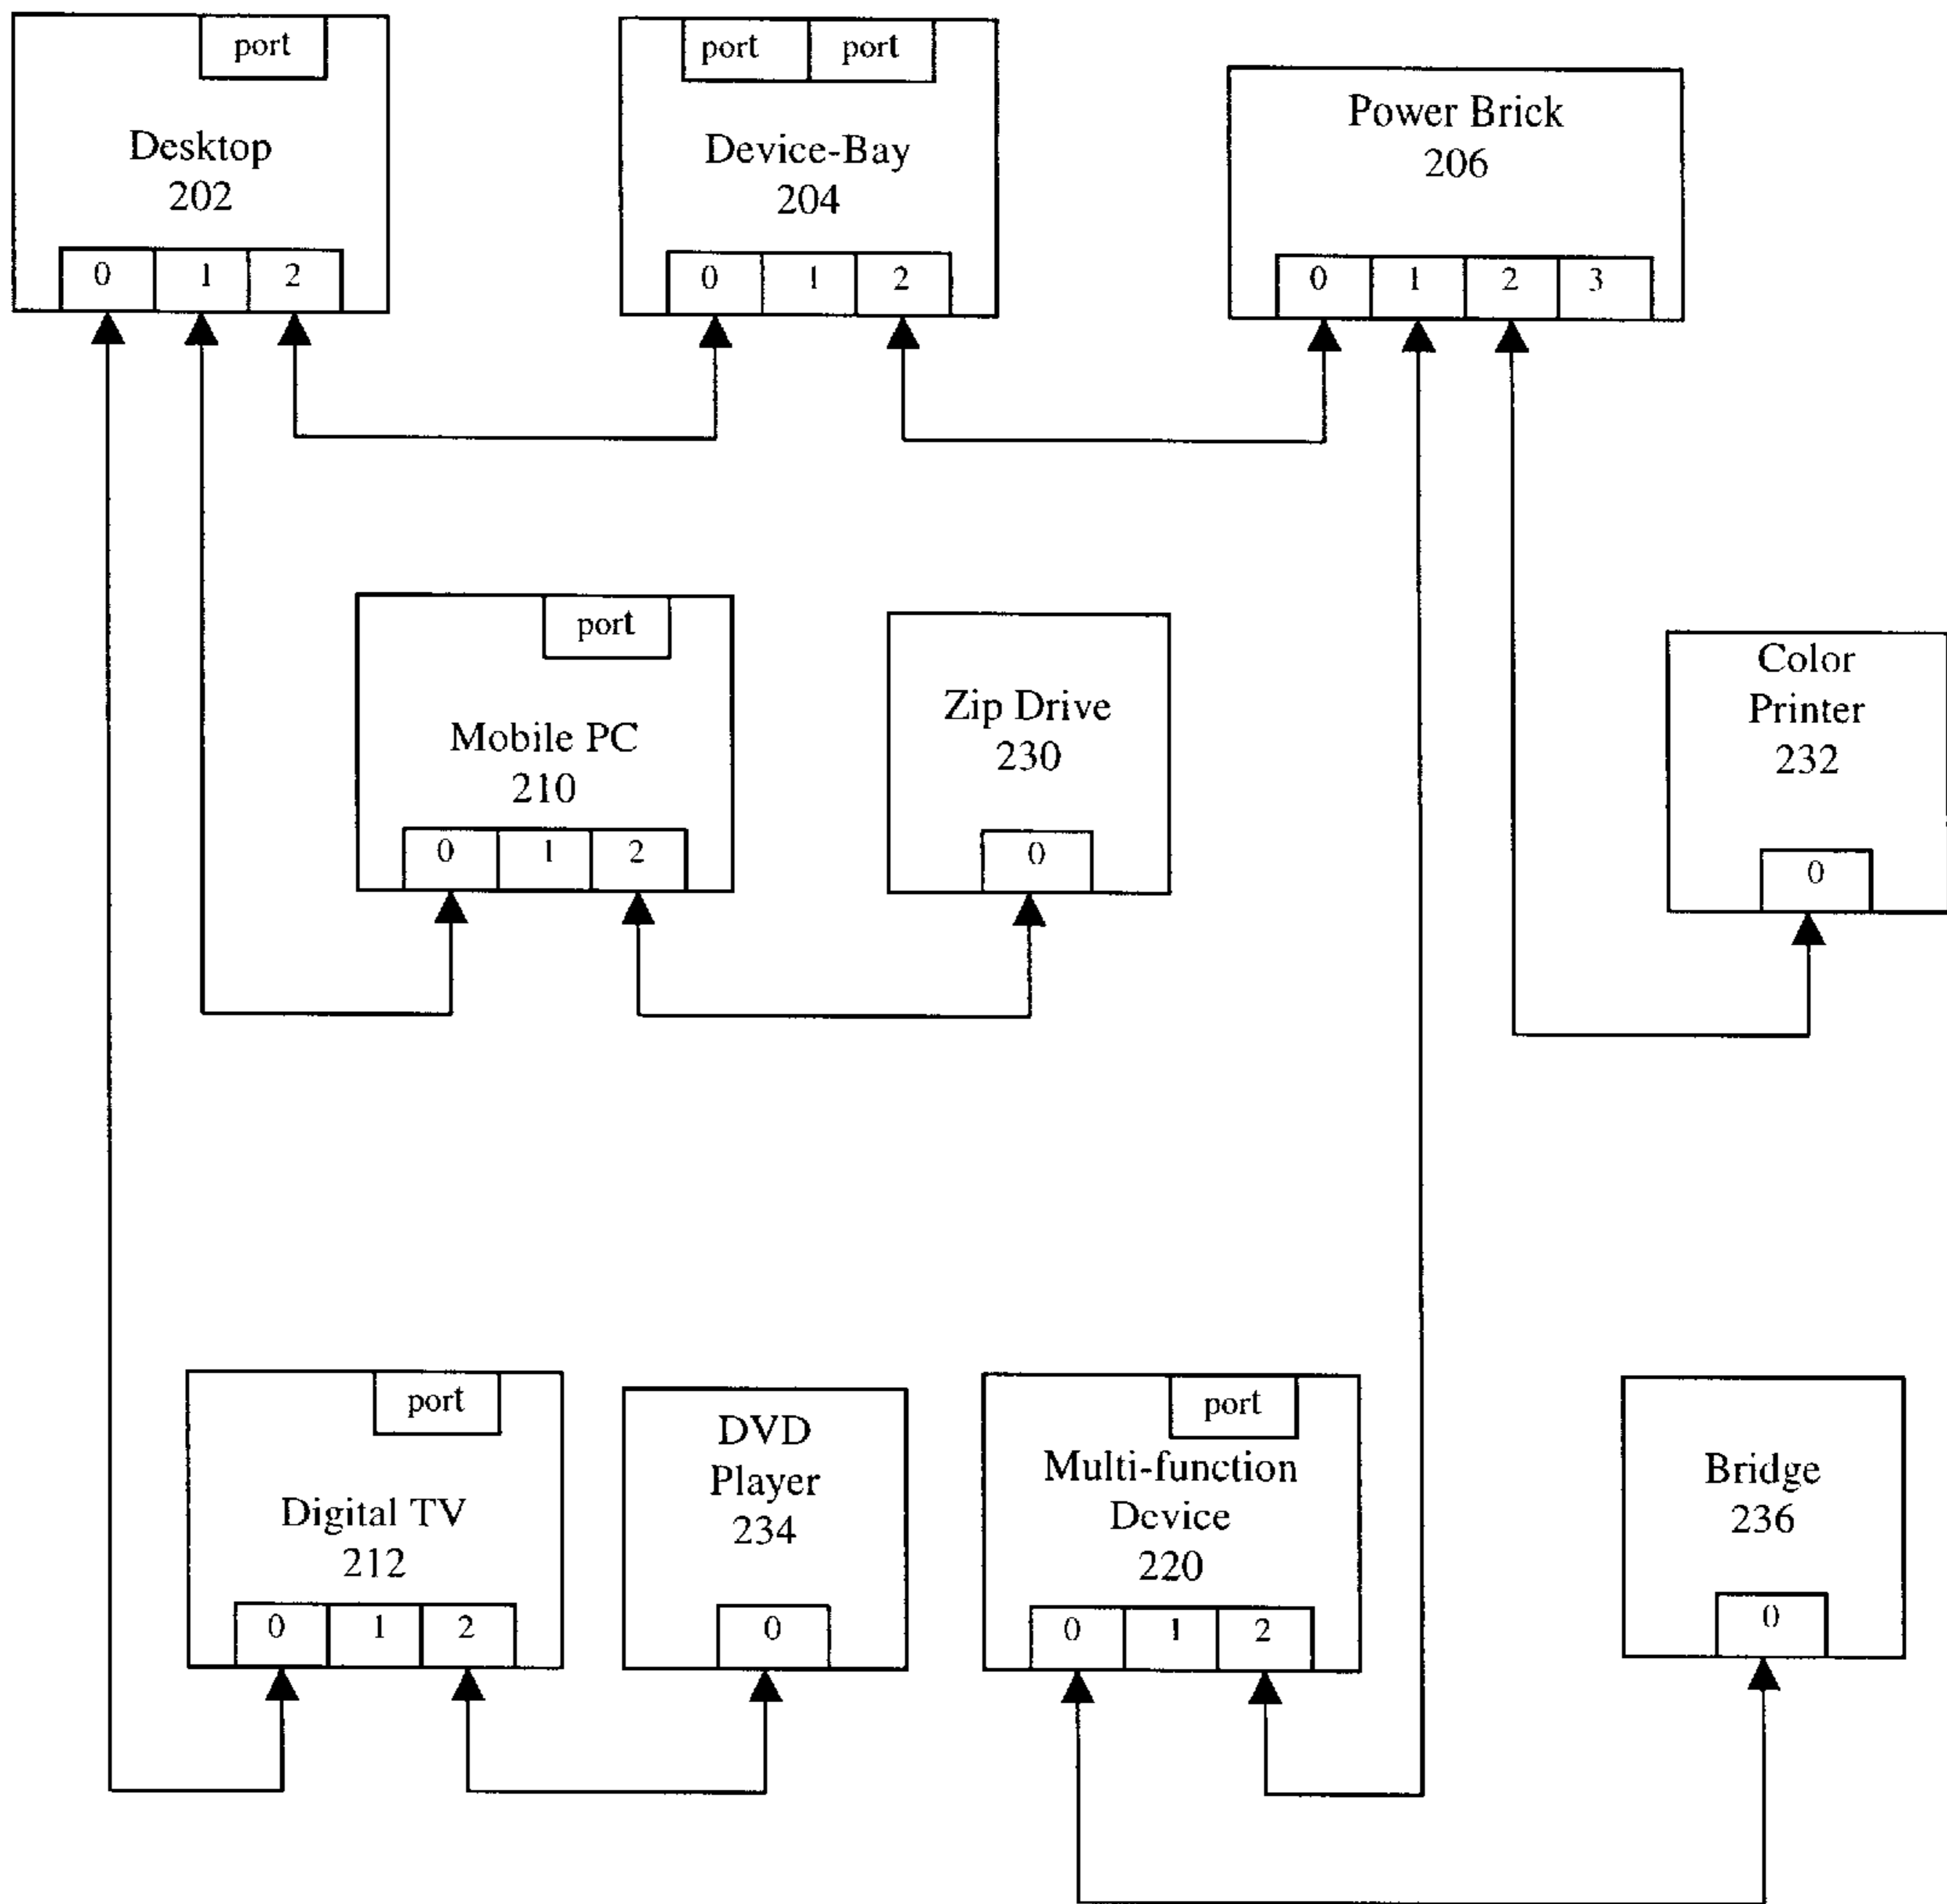 port
Desktop
202
0 1 2
port port
Device-Bay
204
0 1 2
Power Brick
206
0 1 2 3
port
Mobile PC
210
0 1 2
Zip Drive
230
0
Color
Printer
232
0
port
Digital TV
212
0 1 2
DVD
Player
234
0
port
Multi-function
Device
220
0 1 2
Bridge
236
0